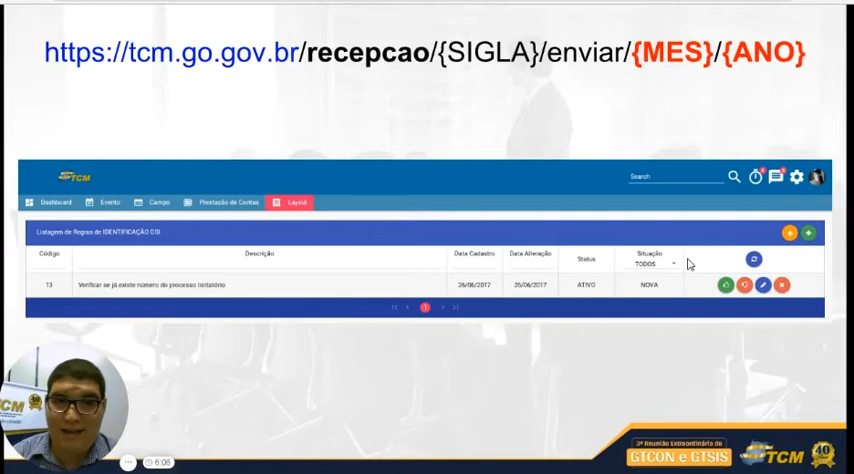 https://tcm.go.gov.br/recepcao/{SIGLA}/enviar/{MES}/{ANO}
TCM
Search
Dashboard Evento Campo Prestação de Contas Layout
Listagem de Regras de IDENTIFICAÇÃO DSI
Código Descrição Data Cadastro Data Alteração Status Situação
TODOS
13 Verificar se já existe número do processo licitatório 26/06/2017 26/06/2017 ATIVO NOVA
1
TCM
6:06
3ª Reunião Extraordinária do
GTCON e GTSIS
TCM
40